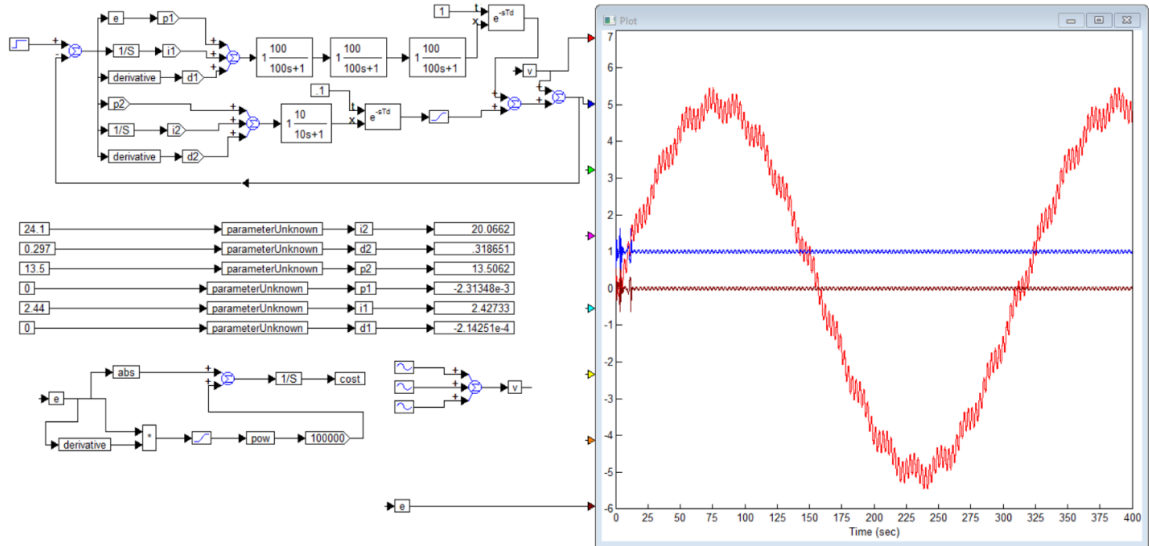 e p1
1/S i1
derivative d1
p2
1/S i2
derivative d2
1 100 100s+1
100 100s+1
1 100 100s+1
1 10 10s+1
1 t x e^-sTd
.1 t x e^-sTd
v
24.1 parameterUnknown i2 20.0662
0.297 parameterUnknown d2 .318651
13.5 parameterUnknown p2 13.5062
0 parameterUnknown p1 -2.31348e-3
2.44 parameterUnknown i1 2.42733
0 parameterUnknown d1 -2.14251e-4
abs 1/S cost
e
derivative * pow 100000
v
e
Plot
7
6
5
4
3
2
1
0
-1
-2
-3
-4
-5
-6
0 25 50 75 100 125 150 175 200 225 250 275 300 325 350 375 400
Time (sec)